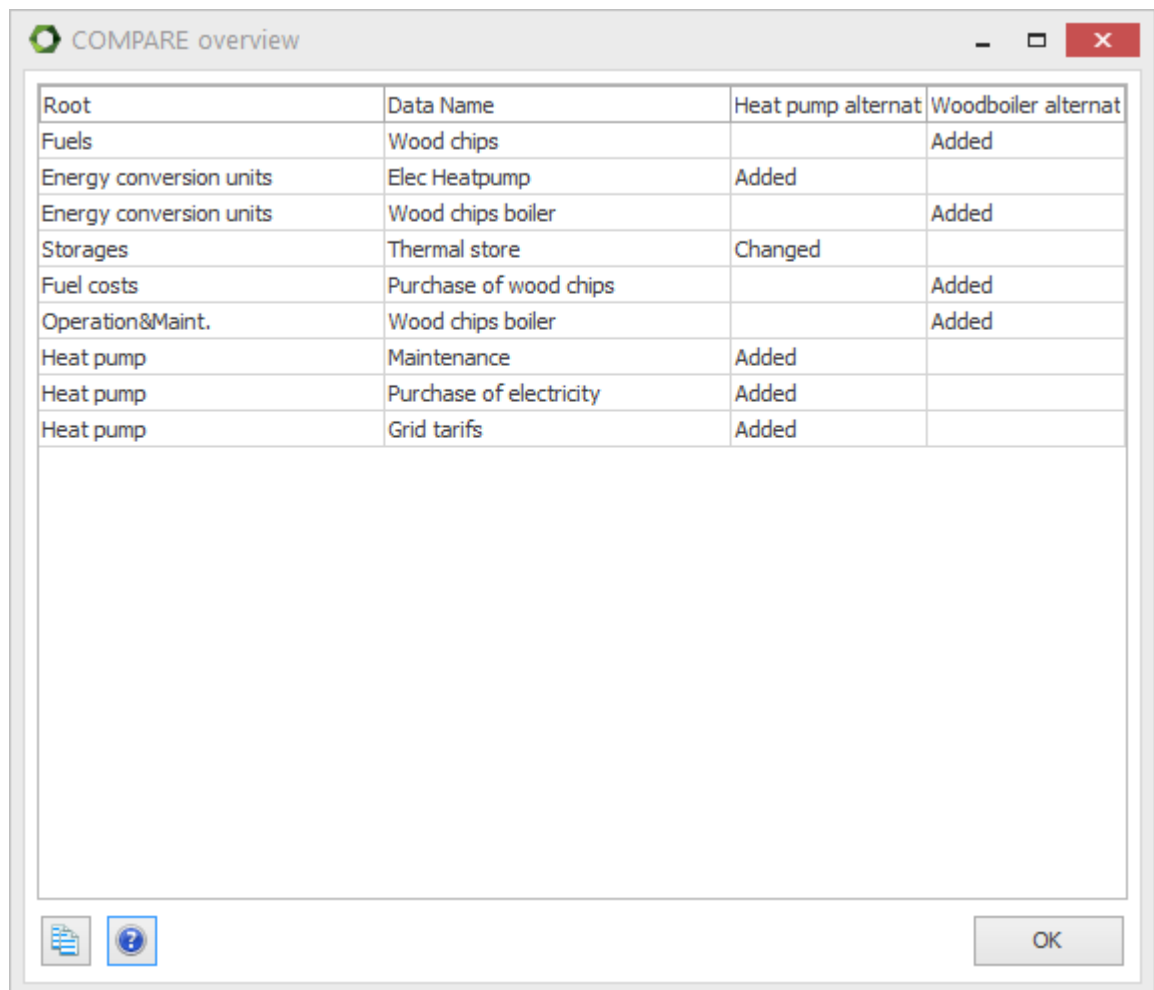 COMPARE overview
Root Data Name Heat pump alternat Woodboiler alternat
Fuels Wood chips Added
Energy conversion units Elec Heatpump Added
Energy conversion units Wood chips boiler Added
Storages Thermal store Changed
Fuel costs Purchase of wood chips Added
Operation&Maint. Wood chips boiler Added
Heat pump Maintenance Added
Heat pump Purchase of electricity Added
Heat pump Grid tarifs Added
OK